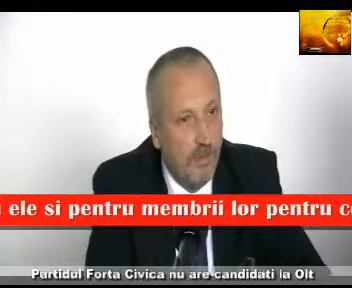 ele si pentru membrii lor pentru
Partidul Forta Civica nu are candidati la Olt